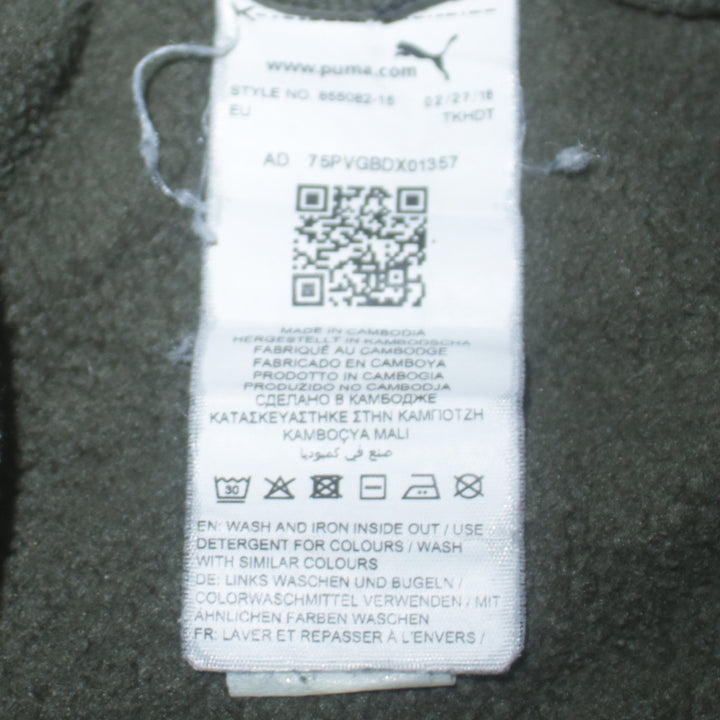 www.puma.com
STYLE NO. 855082-15 02/27/18
EU TKHDT
AD 75PVGBDX01357
MADE IN CAMBODIA
HERGESTELLT IN KAMBODSCHA
FABRIQUÉ AU CAMBODGE
FABRICADO EN CAMBOYA
PRODOTTO IN CAMBOGIA
PRODUZIDO NO CAMBODJA
СДЕЛАНО В КАМБОДЖЕ
ΚΑΤΑΣΚΕΥΑΣΤΗΚΕ ΣΤΗΝ ΚΑΜΠΟΤΖΗ
KAMBOÇYA MALI
صنع في كمبوديا
30
EN: WASH AND IRON INSIDE OUT / USE
DETERGENT FOR COLOURS / WASH
WITH SIMILAR COLOURS
DE: LINKS WASCHEN UND BÜGELN /
COLORWASCHMITTEL VERWENDEN / MIT
ÄHNLICHEN FARBEN WASCHEN
FR: LAVER ET REPASSER À L'ENVERS /